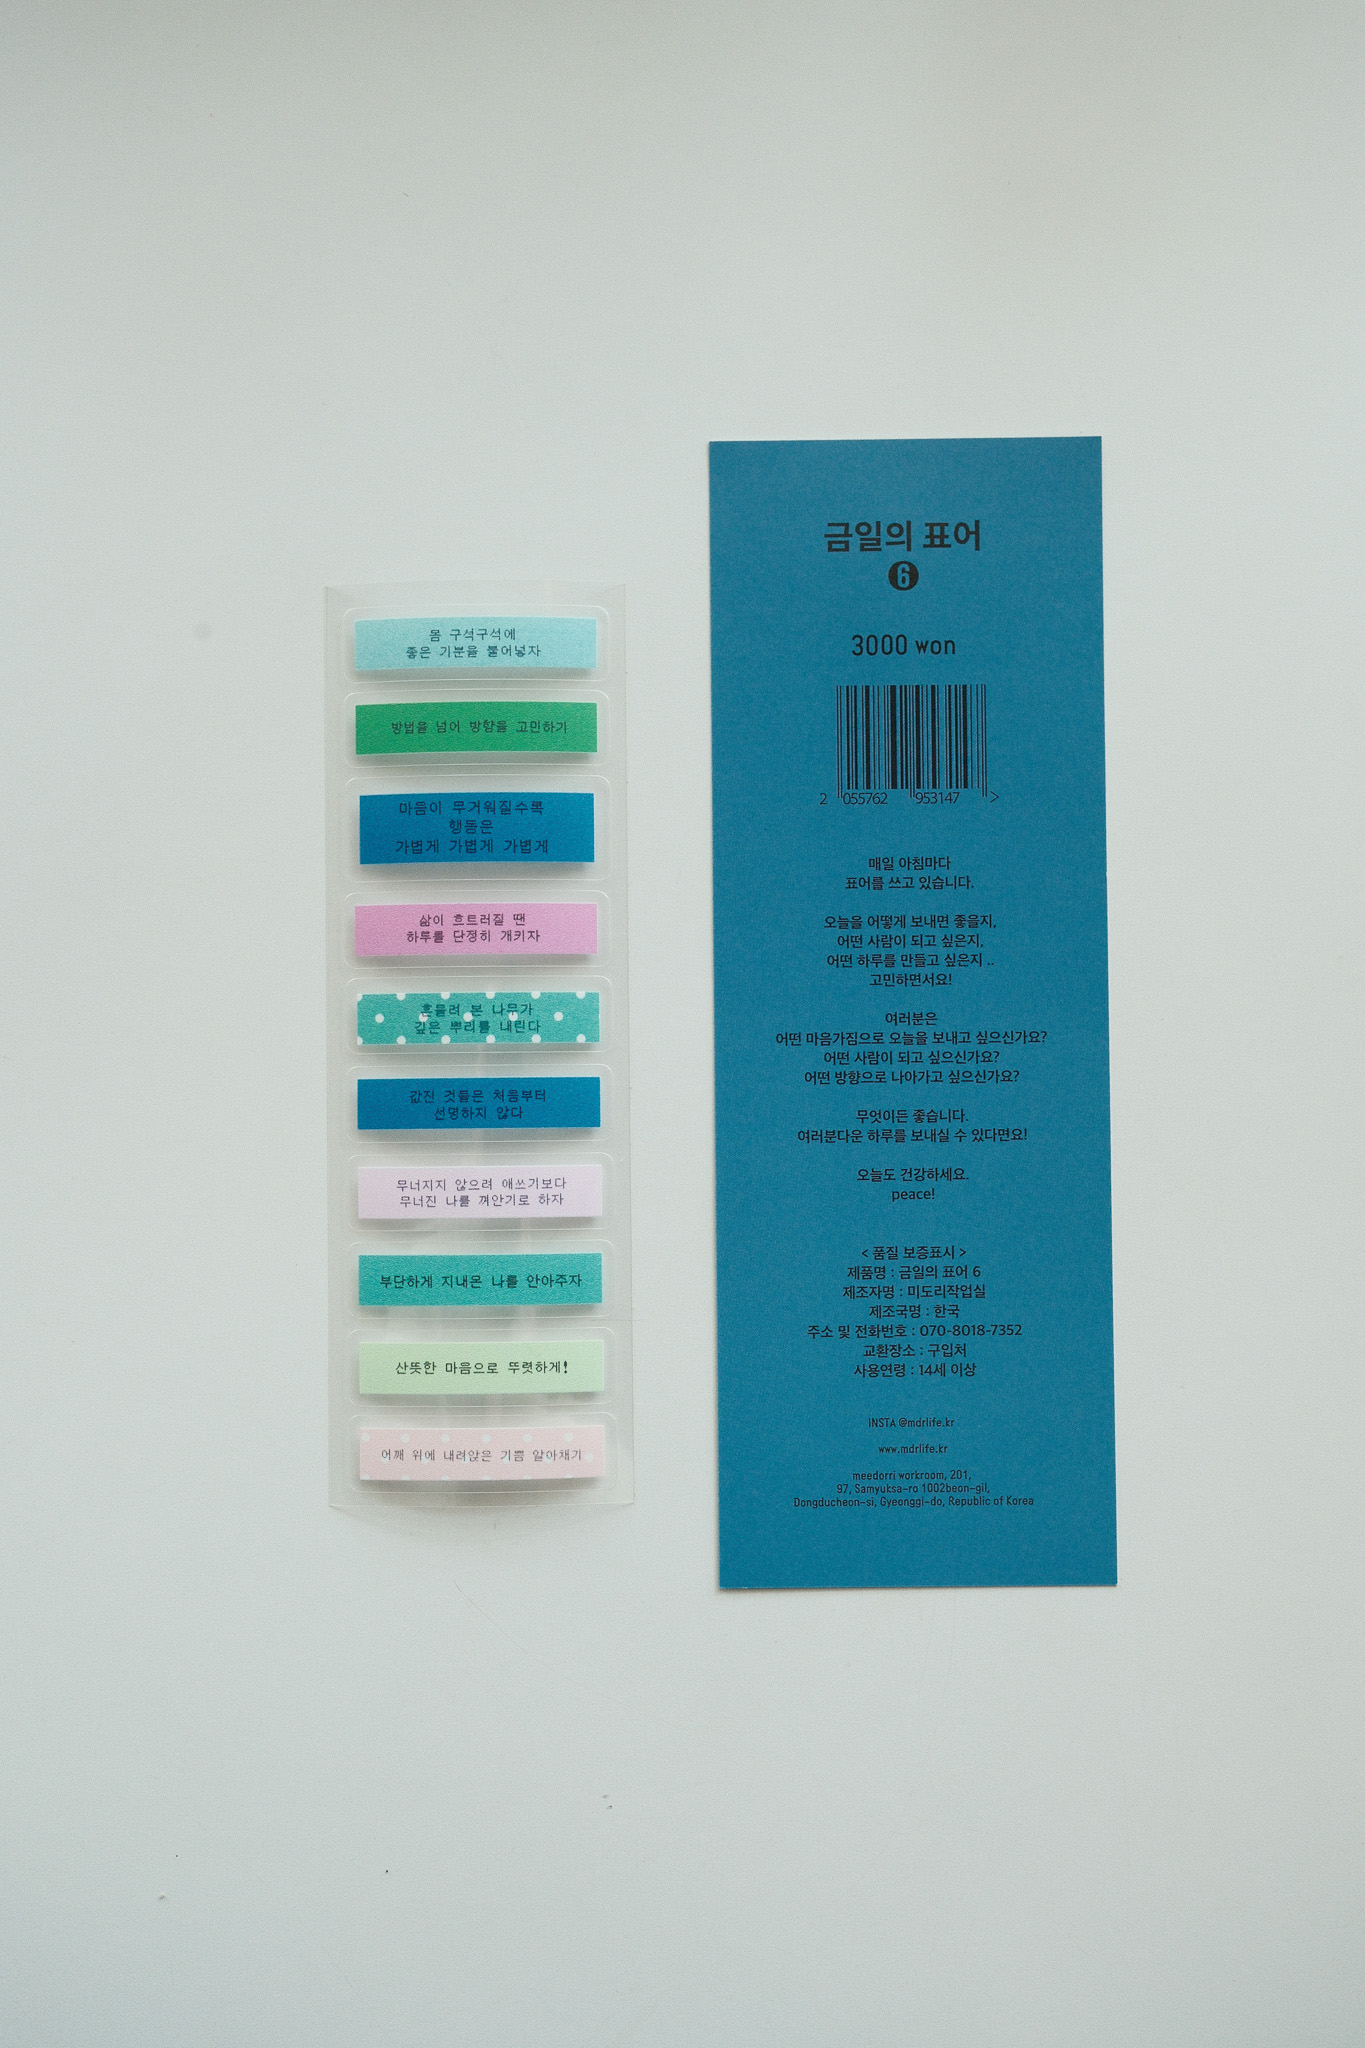 몸 구석구석에
좋은 기분을 불어넣자
방법을 넘어 방향을 고민하기
마음이 무거워질수록
행동은
가볍게 가볍게 가볍게
삶이 흐트러질 땐
하루를 단정히 개키자
흔들려 본 나무가
깊은 뿌리를 내린다
값진 것들은 처음부터
선명하지 않다
무너지지 않으려 애쓰기보다
무너진 나를 껴안기로 하자
부단하게 지내온 나를 안아주자
산뜻한 마음으로 뚜렷하게!
어깨 위에 내려앉은 기쁨 알아채기
금일의 표어
6
3000 won
2 055762 953147 >
매일 아침마다
표어를 쓰고 있습니다.
오늘을 어떻게 보내면 좋을지,
어떤 사람이 되고 싶은지,
어떤 하루를 만들고 싶은지 ..
고민하면서요!
여러분은
어떤 마음가짐으로 오늘을 보내고 싶으신가요?
어떤 사람이 되고 싶으신가요?
어떤 방향으로 나아가고 싶으신가요?
무엇이든 좋습니다.
여러분다운 하루를 보내실 수 있다면요!
오늘도 건강하세요.
peace!
< 품질 보증표시 >
제품명 : 금일의 표어 6
제조자명 : 미도리작업실
제조국명 : 한국
주소 및 전화번호 : 070-8018-7352
교환장소 : 구입처
사용연령 : 14세 이상
INSTA @mdrlife.kr
www.mdrlife.kr
meedorri workroom, 201,
97, Samyuksa-ro 1002beon-gil,
Dongducheon-si, Gyeonggi-do, Republic of Korea